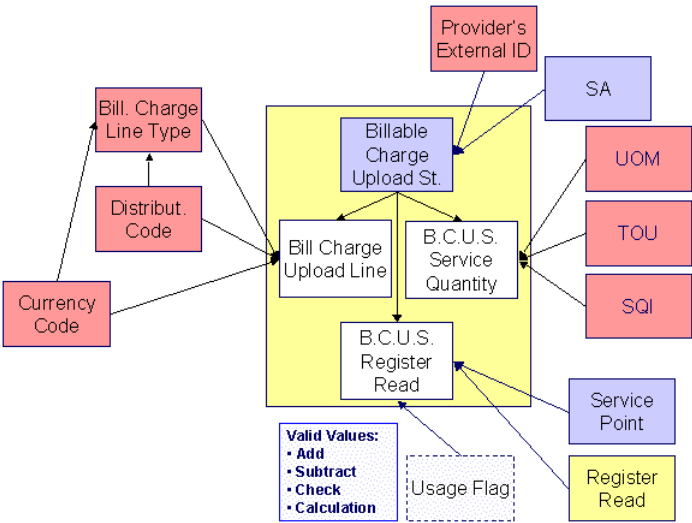 Provider's
External ID
SA
Bill. Charge
Line Type
Billable
Charge
Upload St.
UOM
Distribut.
Code
TOU
Bill Charge
Upload Line
B.C.U.S.
Service
Quantity
SQI
Currency
Code
B.C.U.S.
Register
Read
Service
Point
Valid Values:
• Add
• Subtract
• Check
• Calculation
Usage Flag
Register
Read